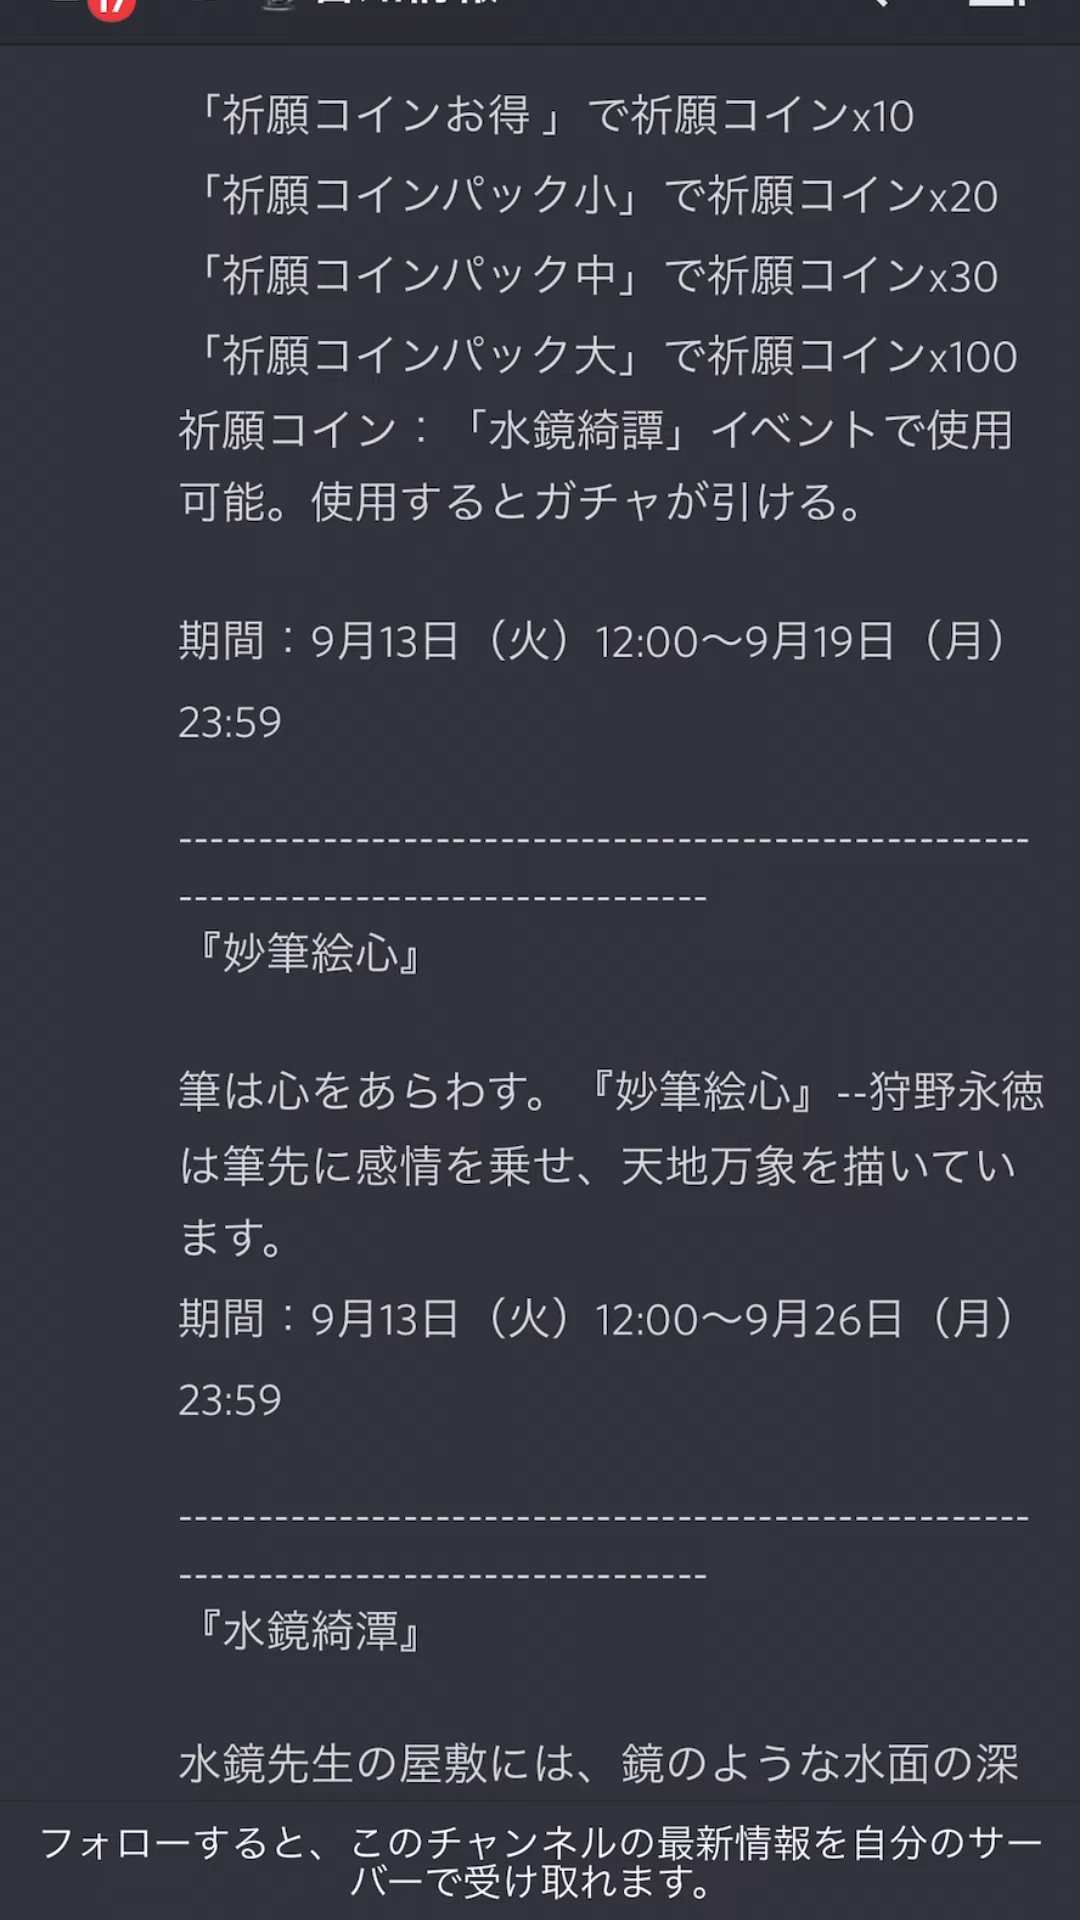 17
「祈願コインお得 」 で祈願コインx10
「祈願コインパック小」で祈願コインx20
「祈願コインパック中」で祈願コインx30
「祈願コインパック大」で祈願コインx100
祈願コイン：「水鏡綺譚」イベントで使用
可能。使用するとガチャが引ける。
期間：9月13日（火）12:00〜9月19日（月）
23:59
-----------------------------------------------------
---------------------------------
『妙筆絵心』
筆は心をあらわす。『妙筆絵心』--狩野永徳
は筆先に感情を乗せ、天地万象を描いてい
ます。
期間：9月13日（火）12:00〜9月26日（月）
23:59
-----------------------------------------------------
---------------------------------
『水鏡綺潭』
水鏡先生の屋敷には、鏡のような水面の深
フォローすると、このチャンネルの最新情報を自分のサー
バーで受け取れます。